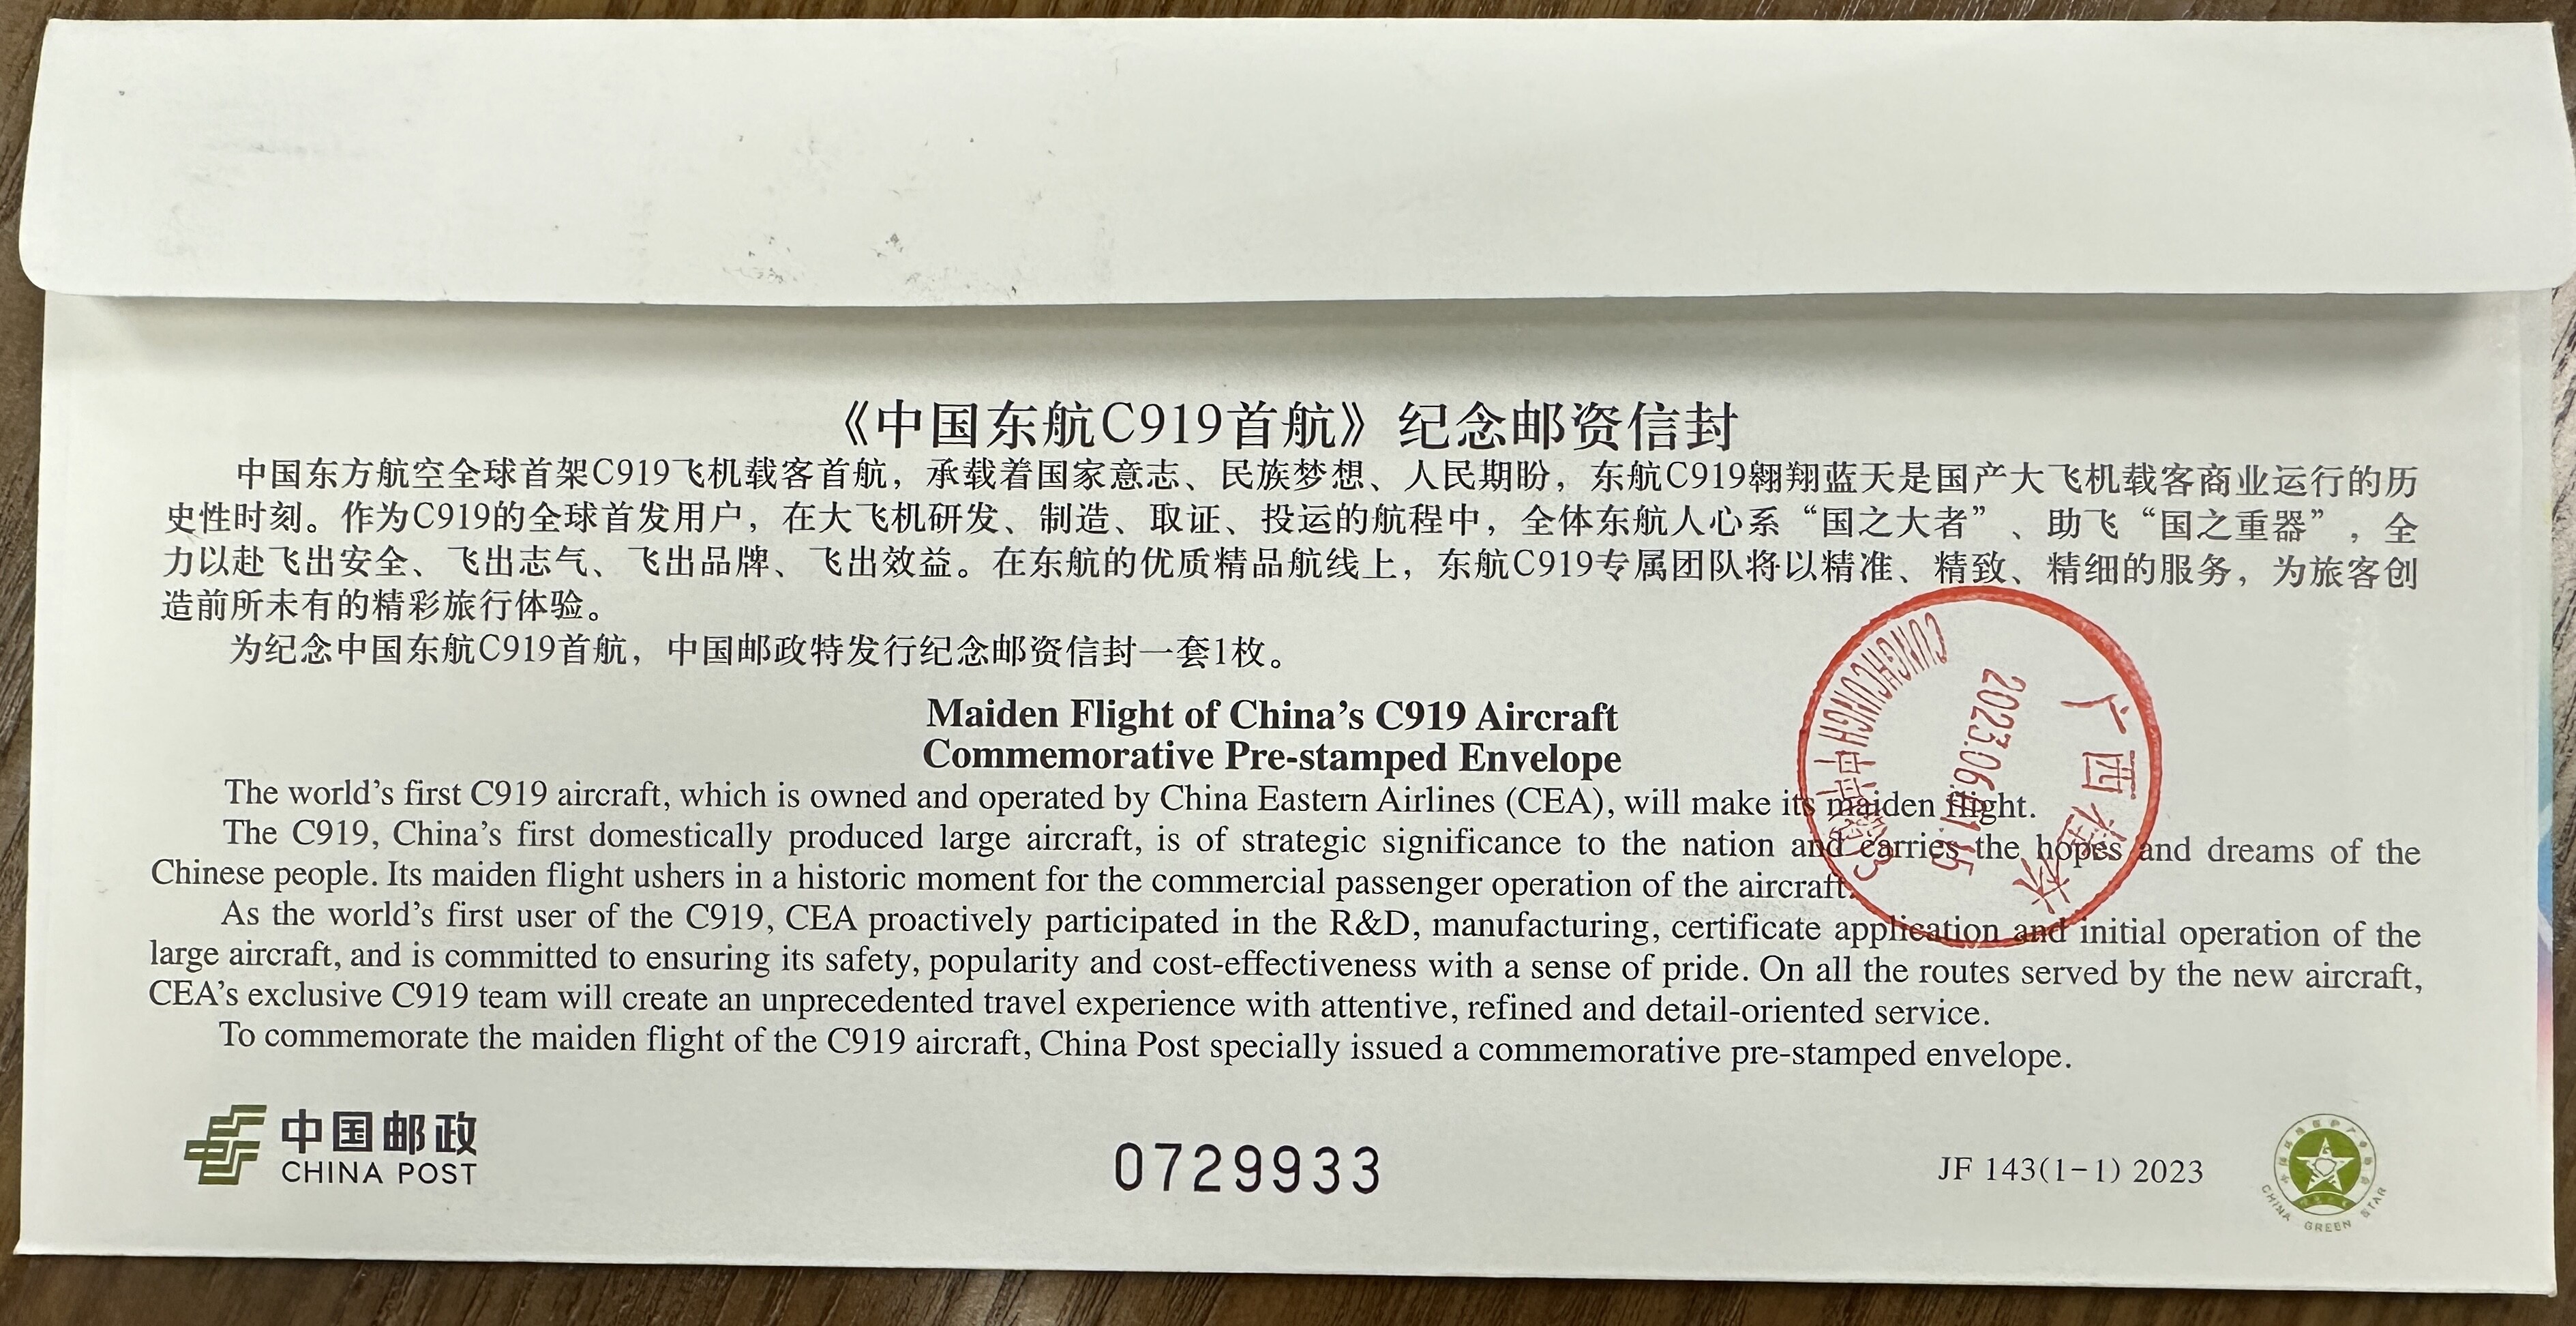 《中国东航C919首航》纪念邮资信封
中国东方航空全球首架C919飞机载客首航，承载着国家意志、民族梦想、人民期盼，东航C919翱翔蓝天是国产大飞机载客商业运行的历
史性时刻。作为C919的全球首发用户，在大飞机研发、制造、取证、投运的航程中，全体东航人心系“国之大者”、助飞“国之重器”，全
力以赴飞出安全、飞出志气、飞出品牌、飞出效益。在东航的优质精品航线上，东航C919专属团队将以精准、精致、精细的服务，为旅客创
造前所未有的精彩旅行体验。
为纪念中国东航C919首航，中国邮政特发行纪念邮资信封一套1枚。
Maiden Flight of China’s C919 Aircraft
Commemorative Pre-stamped Envelope
The world’s first C919 aircraft, which is owned and operated by China Eastern Airlines (CEA), will make its maiden flight.
The C919, China’s first domestically produced large aircraft, is of strategic significance to the nation and carries the hopes and dreams of the
Chinese people. Its maiden flight ushers in a historic moment for the commercial passenger operation of the aircraft.
As the world’s first user of the C919, CEA proactively participated in the R&D, manufacturing, certificate application and initial operation of the
large aircraft, and is committed to ensuring its safety, popularity and cost-effectiveness with a sense of pride. On all the routes served by the new aircraft,
CEA’s exclusive C919 team will create an unprecedented travel experience with attentive, refined and detail-oriented service.
To commemorate the maiden flight of the C919 aircraft, China Post specially issued a commemorative pre-stamped envelope.
广西桂林
中国邮政
CHINA POST
0729933
JF 143(1-1) 2023
CHINA GREEN STAR